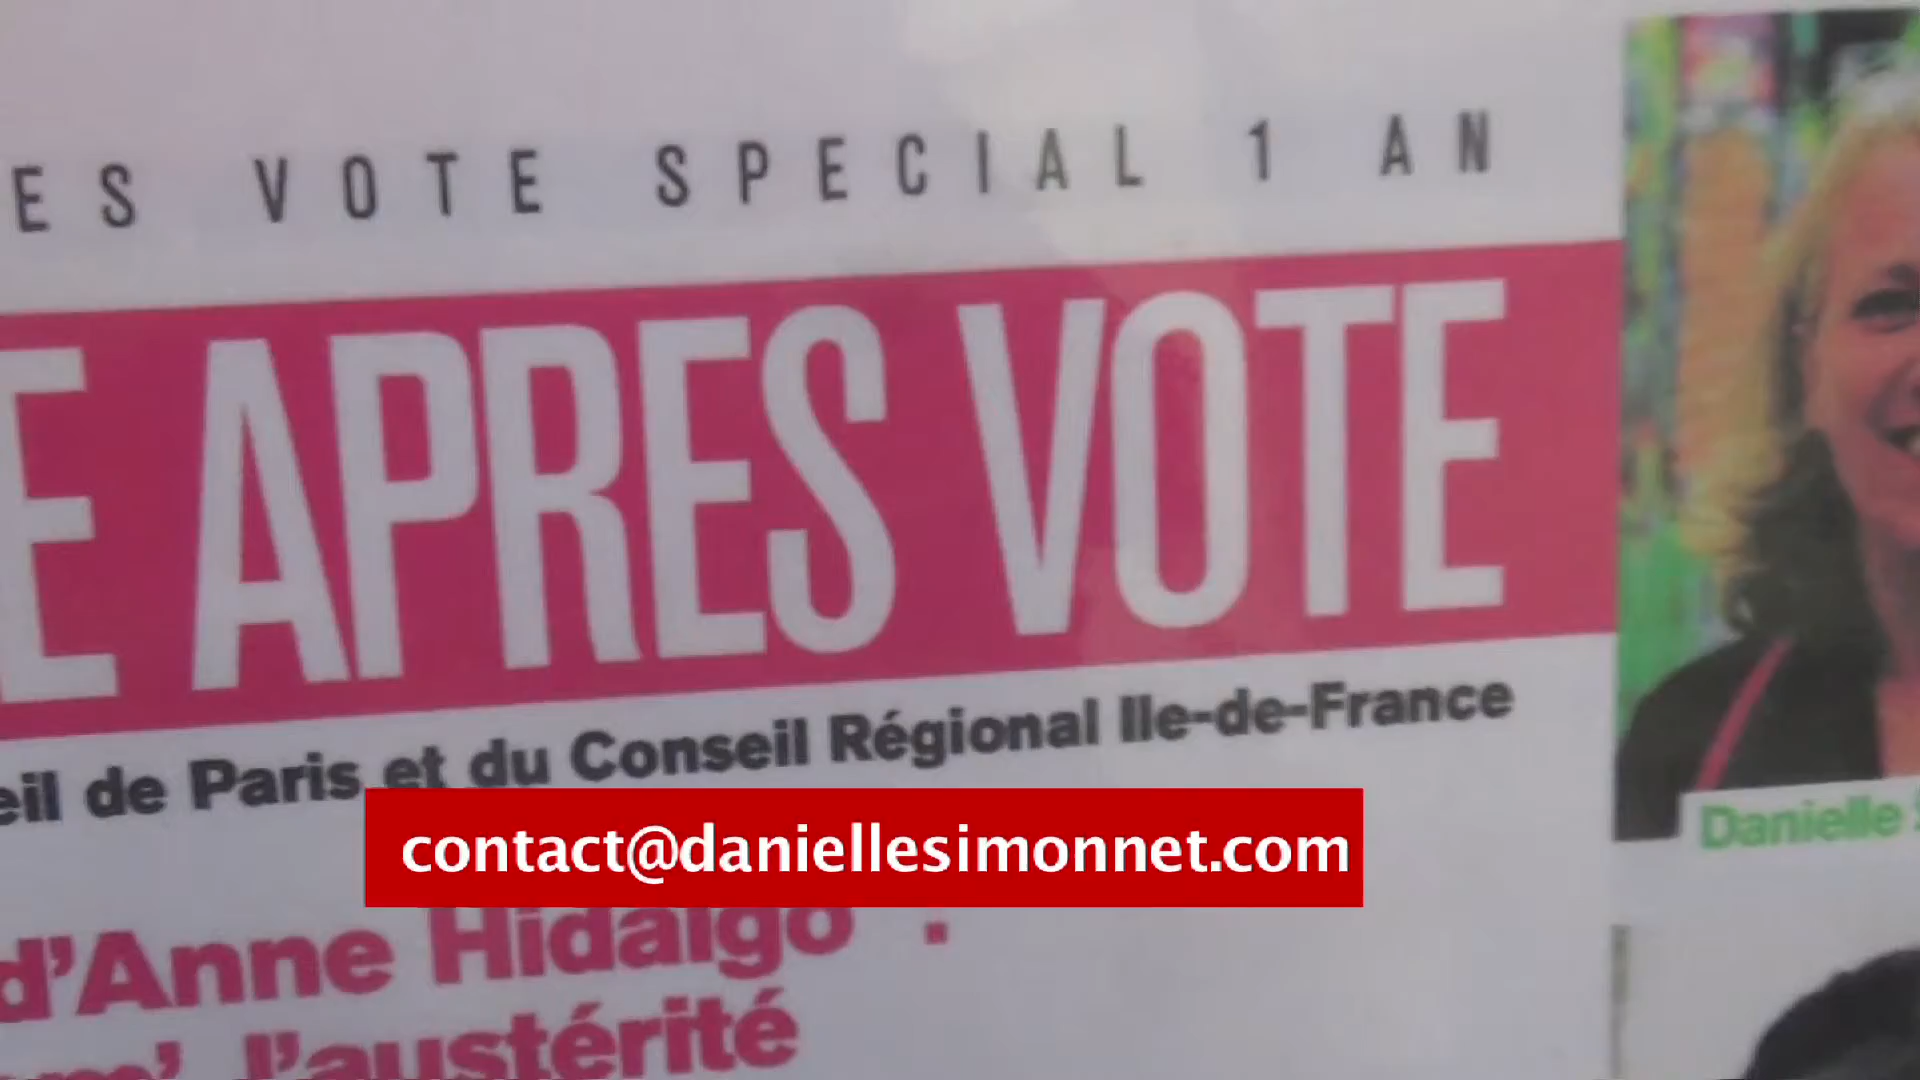 ES VOTE SPECIAL 1 AN
E APRES VOTE
eil de Paris et du Conseil Régional Ile-de-France
Danielle
contact@daniellesimonnet.com
d'Anne Hidalgo :
l'austérité